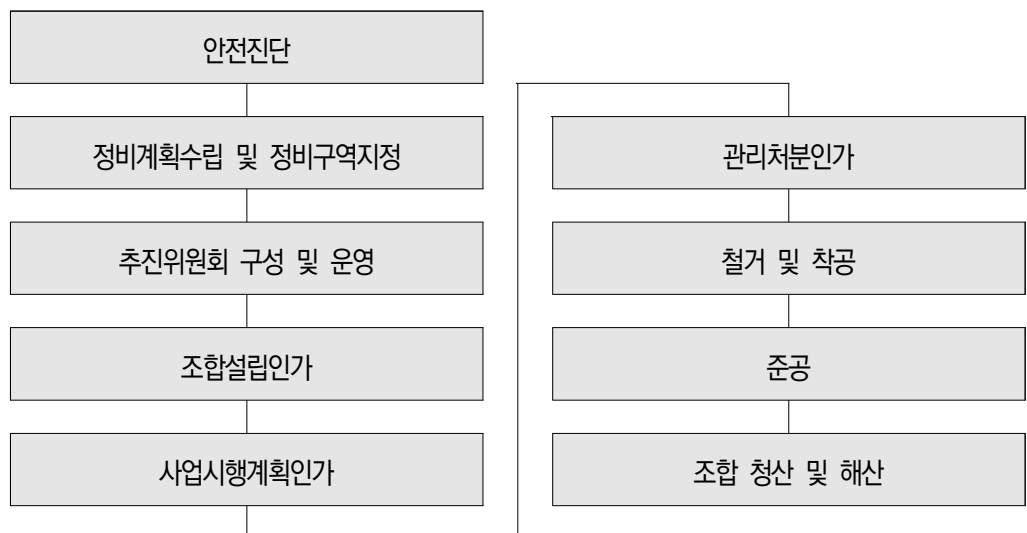 안전진단
정비계획수립 및 정비구역지정
추진위원회 구성 및 운영
조합설립인가
사업시행계획인가
관리처분인가
철거 및 착공
준공
조합 청산 및 해산